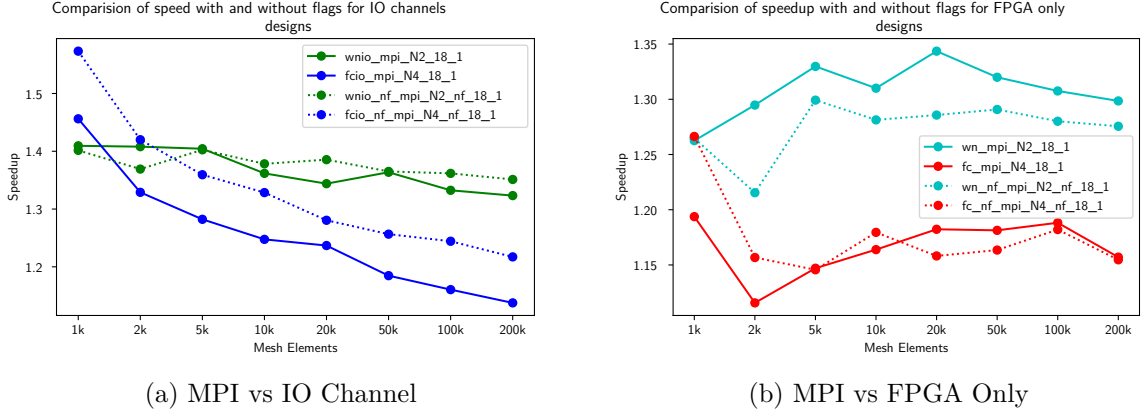 Comparision of speed with and without flags for IO channels
designs
Speedup
1.5
1.4
1.3
1.2
wnio_mpi_N2_18_1
fcio_mpi_N4_18_1
wnio_nf_mpi_N2_nf_18_1
fcio_nf_mpi_N4_nf_18_1
1k 2k 5k 10k 20k 50k 100k 200k
Mesh Elements
(a) MPI vs IO Channel
Comparision of speedup with and without flags for FPGA only
designs
Speedup
1.35
1.30
1.25
1.20
1.15
wn_mpi_N2_18_1
fc_mpi_N4_18_1
wn_nf_mpi_N2_nf_18_1
fc_nf_mpi_N4_nf_18_1
1k 2k 5k 10k 20k 50k 100k 200k
Mesh Elements
(b) MPI vs FPGA Only